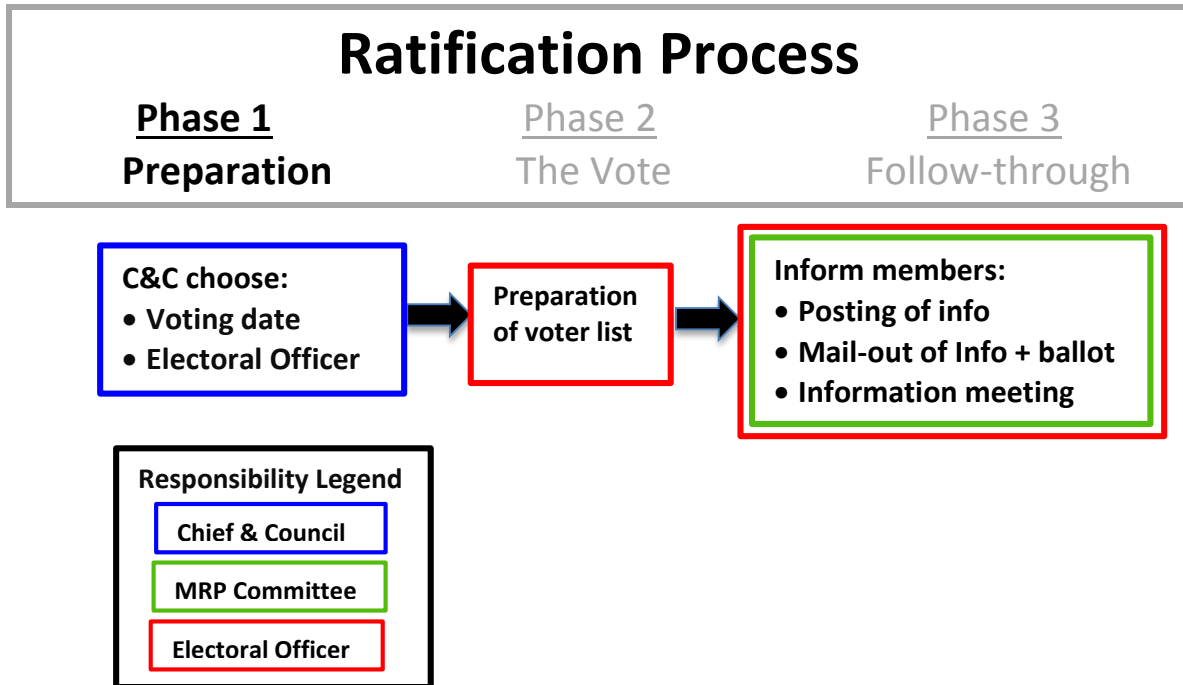 Ratification Process
Phase 1
Preparation
Phase 2
The Vote
Phase 3
Follow-through
C&C choose:
• Voting date
• Electoral Officer
Preparation
of voter list
Inform members:
• Posting of info
• Mail-out of Info + ballot
• Information meeting
Responsibility Legend
Chief & Council
MRP Committee
Electoral Officer